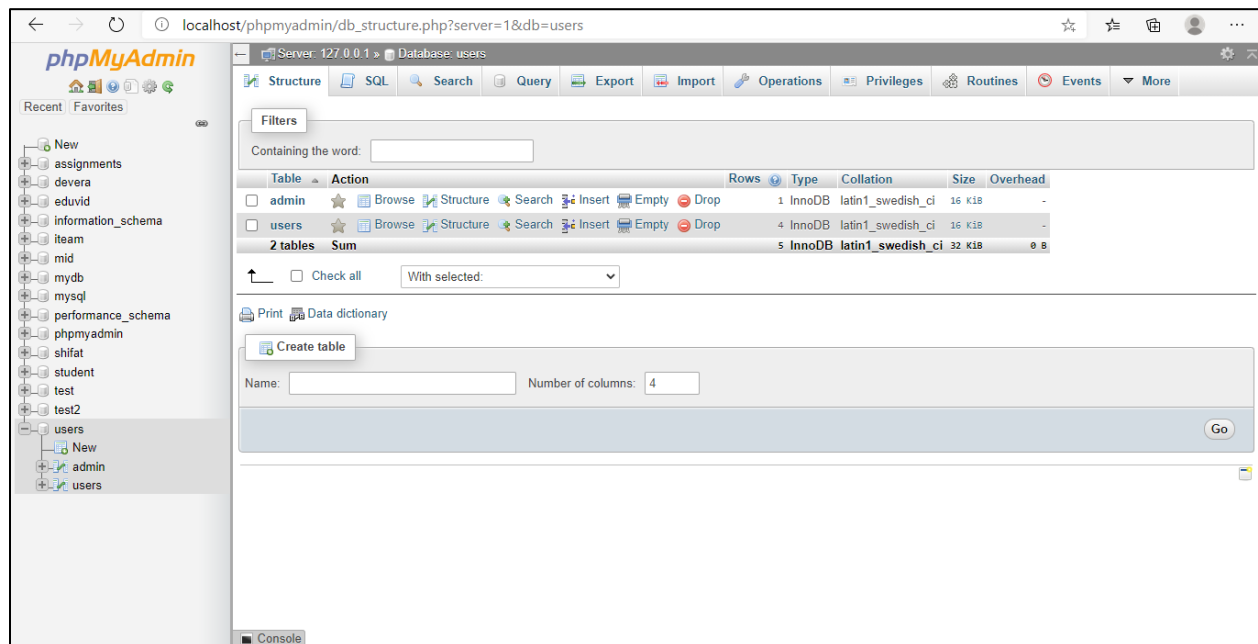 localhost/phpmyadmin/db_structure.php?server=1&db=users
phpMyAdmin
Recent Favorites
New
assignments
devera
eduvid
information_schema
iteam
mid
mydb
mysql
performance_schema
phpmyadmin
shifat
student
test
test2
users
New
admin
users
Server: 127.0.0.1 » Database: users
Structure SQL Search Query Export Import Operations Privileges Routines Events More
Filters
Containing the word:
Table Action Rows Type Collation Size Overhead
admin Browse Structure Search Insert Empty Drop 1 InnoDB latin1_swedish_ci 16 KiB -
users Browse Structure Search Insert Empty Drop 4 InnoDB latin1_swedish_ci 16 KiB -
2 tables Sum 5 InnoDB latin1_swedish_ci 32 KiB 0 B
Check all With selected:
Print Data dictionary
Create table
Name: Number of columns: 4
Go
Console